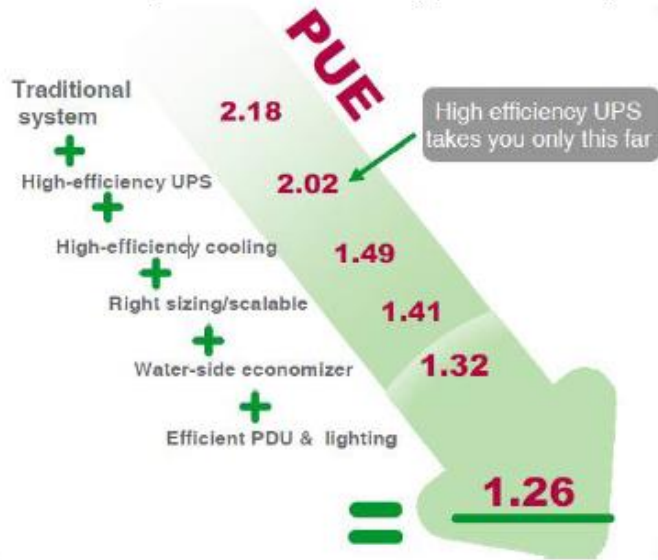 PUE
Traditional
system
2.18
High efficiency UPS
takes you only this far
+
High-efficiency UPS
2.02
+
High-efficiency cooling
1.49
+
Right sizing/scalable
1.41
+
Water-side economizer
1.32
+
Efficient PDU & lighting
= 1.26